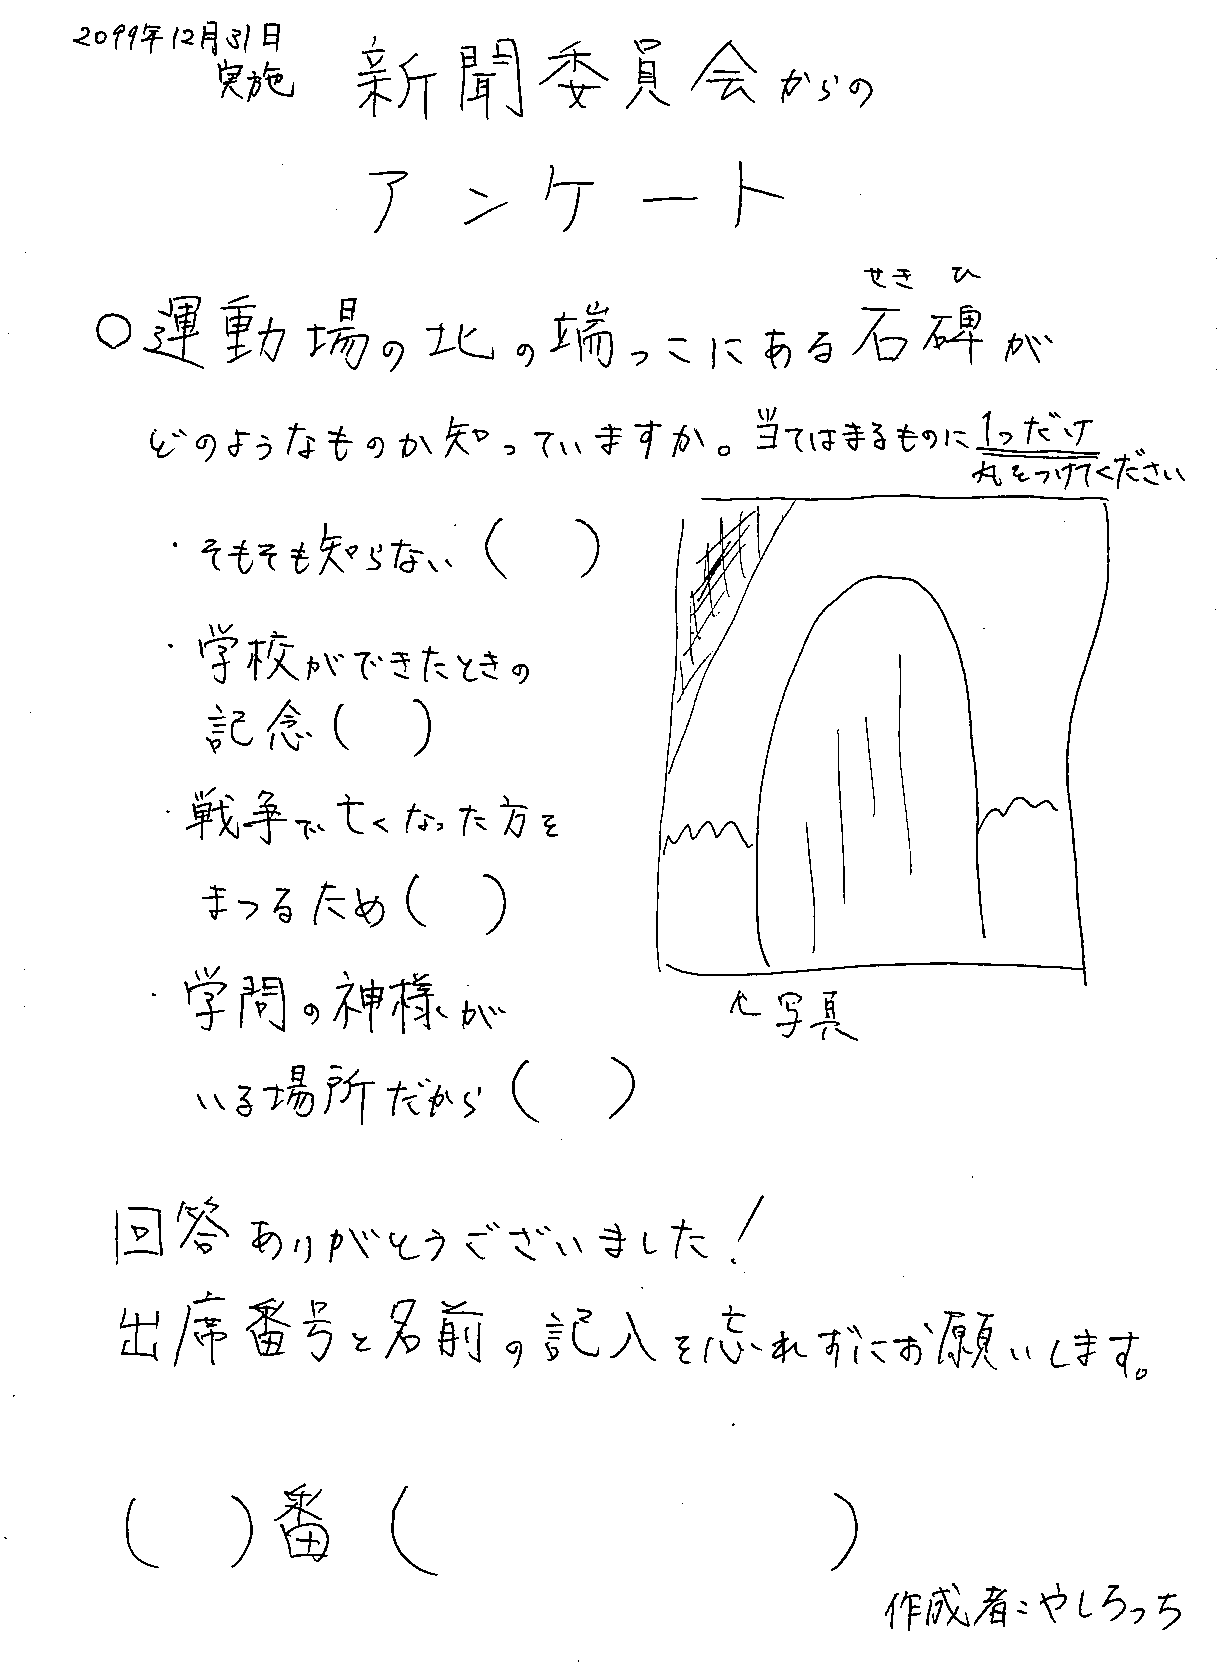 2099年12月31日
実施
新聞委員会からの
アンケート
せきひ
○運動場の北の端っこにある石碑が
どのようなものか知っていますか。当てはまるものに1つだけ
丸をつけてください
・そもそも知らない( )
・学校ができたときの
記念( )
・戦争で亡くなった方を
まつるため( )
・学問の神様が
いる場所だから( )
↖写真
回答ありがとうございました!
出席番号と名前の記入を忘れずにお願いします。
( )番( )
作成者:やしろっち